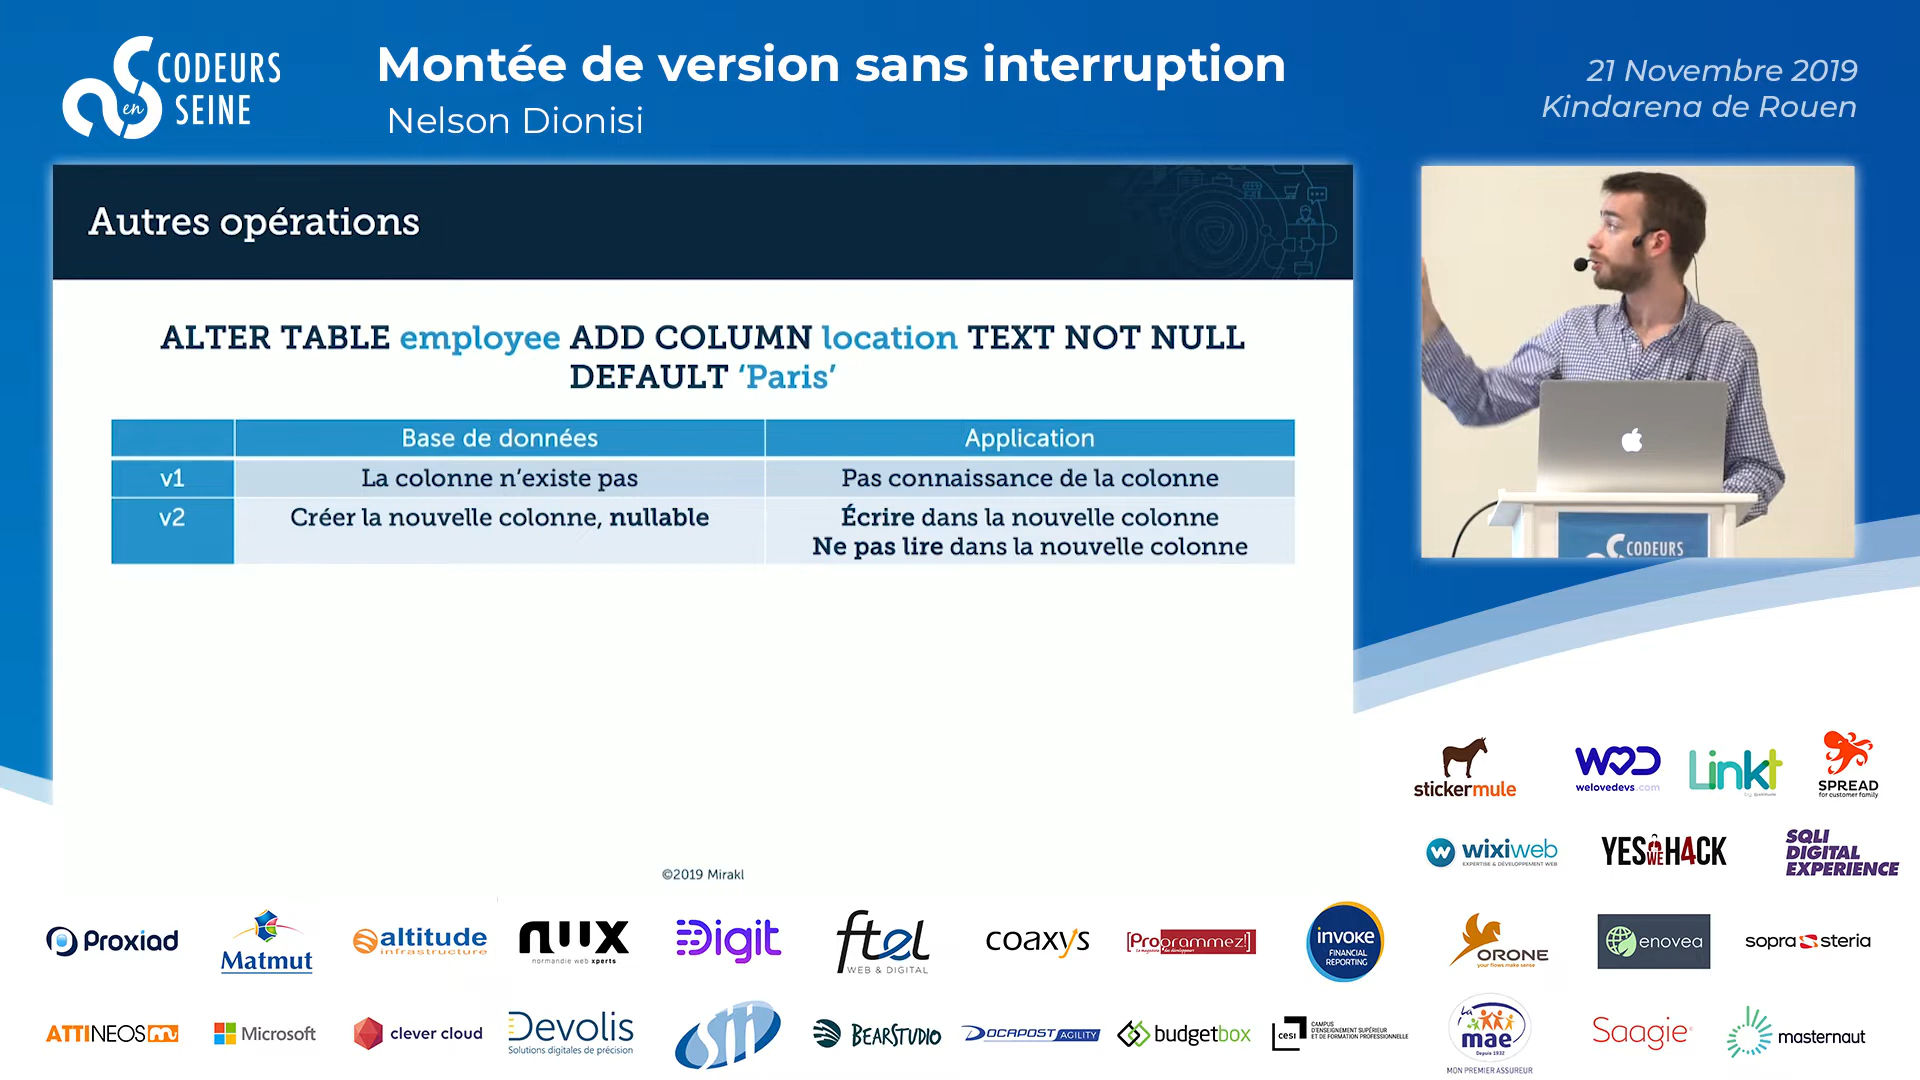 CODEURS
en
SEINE
Montée de version sans interruption
Nelson Dionisi
21 Novembre 2019
Kindarena de Rouen
Autres opérations
ALTER TABLE employee ADD COLUMN location TEXT NOT NULL
DEFAULT ‘Paris’
Base de données
Application
v1
La colonne n’existe pas
Pas connaissance de la colonne
v2
Créer la nouvelle colonne, nullable
Écrire dans la nouvelle colonne
Ne pas lire dans la nouvelle colonne
©2019 Mirakl
CODEURS
stickermule
WD
welovedevs.com
Linkt
SPREAD
for customer family
wixiweb
EXPERTISE & DÉVELOPPEMENT WEB
YES WE H4CK
SQLI
DIGITAL
EXPERIENCE
Proxiad
Matmut
altitude
infrastructure
nwx
normandie web xperts
Digit
ftel
WEB & DIGITAL
coaxys
[Programmez!]
invoke
FINANCIAL
REPORTING
ORONE
your flows make sense
enovea
sopra steria
ATTINEOS
Microsoft
clever cloud
Devolis
Solutions digitales de précision
BEARSTUDIO
DOCAPOST AGILITY
budgetbox
cesi
CAMPUS
D'ENSEIGNEMENT SUPÉRIEUR
ET DE FORMATION PROFESSIONNELLE
La
mae
Depuis 1932
MON PREMIER ASSUREUR
Saagie
masternaut